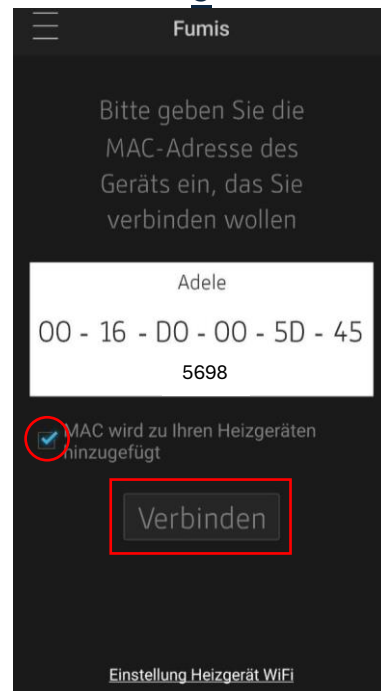 Fumis
Bitte geben Sie die
MAC-Adresse des
Geräts ein, das Sie
verbinden wollen
Adele
00 - 16 - D0 - 00 - 5D - 45
5698
MAC wird zu Ihren Heizgeräten
hinzugefügt
Verbinden
Einstellung Heizgerät WiFi